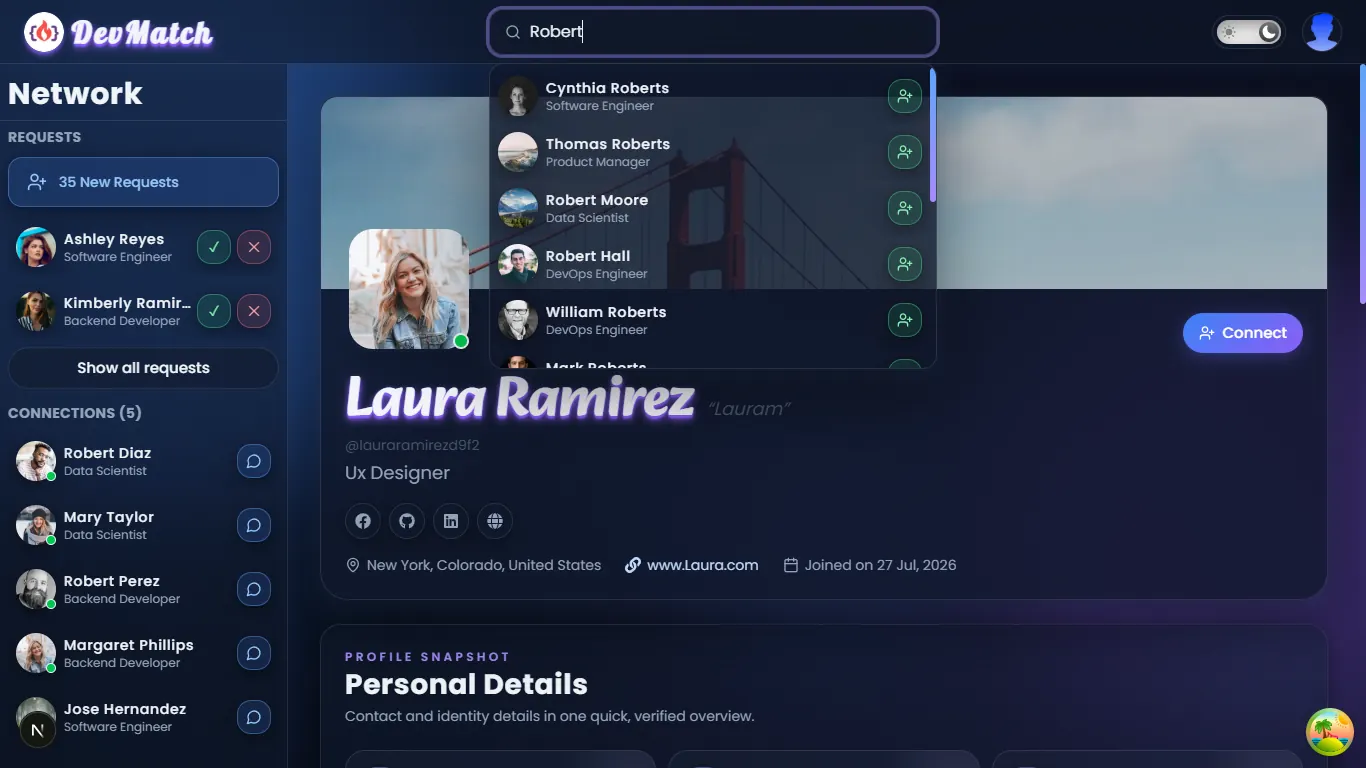 DevMatch
Robert
Network
REQUESTS
35 New Requests
Ashley Reyes
Software Engineer
Kimberly Ramir...
Backend Developer
Show all requests
CONNECTIONS (5)
Robert Diaz
Data Scientist
Mary Taylor
Data Scientist
Robert Perez
Backend Developer
Margaret Phillips
Backend Developer
Jose Hernandez
Software Engineer
N
Cynthia Roberts
Software Engineer
Thomas Roberts
Product Manager
Robert Moore
Data Scientist
Robert Hall
DevOps Engineer
William Roberts
DevOps Engineer
Mark Roberts
Connect
Laura Ramirez “Lauram”
@lauraramirezd9f2
Ux Designer
New York, Colorado, United States www.Laura.com Joined on 27 Jul, 2026
PROFILE SNAPSHOT
Personal Details
Contact and identity details in one quick, verified overview.